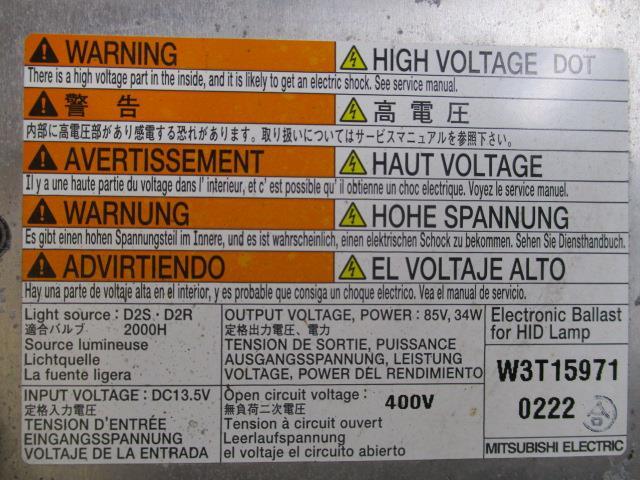 WARNING HIGH VOLTAGE DOT
There is a high voltage part in the inside, and it is likely to get an electric shock. See service manual.
警告 高電圧
内部に高電圧部があり感電する恐れがあります。取り扱いについてはサービスマニュアルを参照下さい。
AVERTISSEMENT HAUT VOLTAGE
Il y a une haute partie du voltage dans l' interieur, et c' est possible qu' il obtienne un choc electrique. Voyez le service manuel.
WARNUNG HOHE SPANNUNG
Es gibt einen hohen Spannungsteil im Innere, und es ist wahrscheinlich, einen elektrischen Schock zu bekommen. Sehen Sie Diensthandbuch.
ADVIRTIENDO EL VOLTAJE ALTO
Hay una parte de voltaje alta en el interior, y es probable que consiga un choque electrico. Vea el manual de servicio.
Light source : D2S · D2R
適合バルブ 2000H
Source lumineuse
Lichtquelle
La fuente ligera
OUTPUT VOLTAGE, POWER : 85V, 34W
定格出力電圧、電力
TENSION DE SORTIE, PUISSANCE
AUSGANGSSPANNUNG, LEISTUNG
VOLTAGE, POWER DEL RENDIMIENTO
Electronic Ballast
for HID Lamp
W3T15971
0222
MITSUBISHI ELECTRIC
INPUT VOLTAGE : DC13.5V
定格入力電圧
TENSION D'ENTRÉE
EINGANGSSPANNUNG
VOLTAJE DE LA ENTRADA
Open circuit voltage : 400V
無負荷二次電圧
Tension à circuit ouvert
Leerlaufspannung
el voltaje el circuito abierto